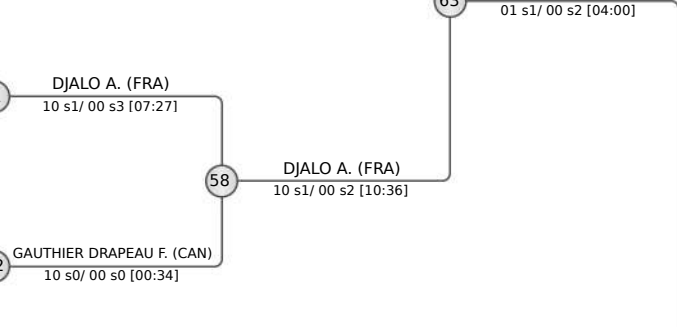 63
01 s1/ 00 s2 [04:00]
DJALO A. (FRA)
10 s1/ 00 s3 [07:27]
58
DJALO A. (FRA)
10 s1/ 00 s2 [10:36]
GAUTHIER DRAPEAU F. (CAN)
10 s0/ 00 s0 [00:34]